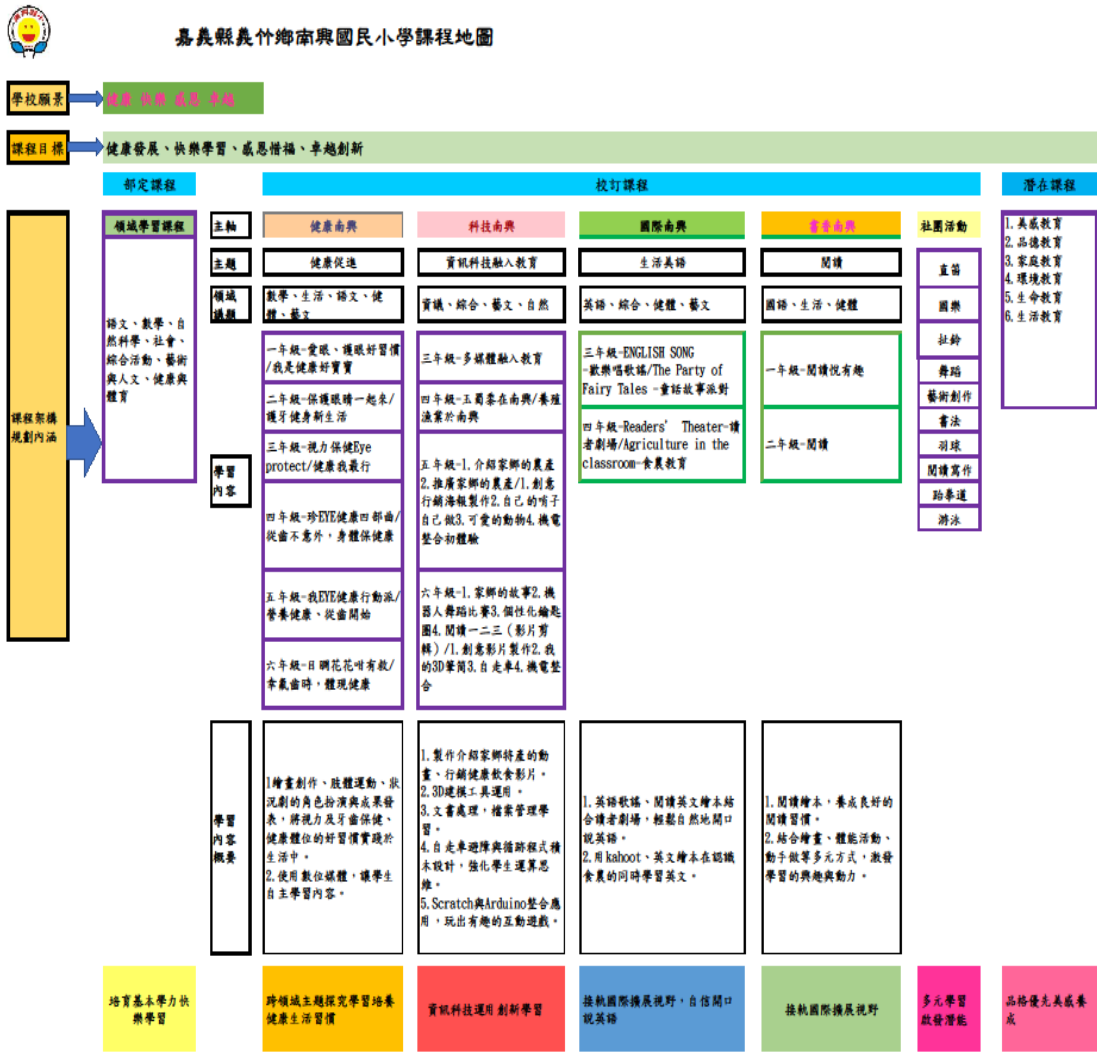 嘉義縣義竹鄉南興國民小學課程地圖
學校願景
健康 快樂 感恩 卓越
課程目標
健康發展、快樂學習、感恩惜福、卓越創新
部定課程
校訂課程
潛在課程
課程架構
規劃內涵
領域學習課程
語文、數學、自
然科學、社會、
綜合活動、藝術
與人文、健康與
體育
主軸
健康南興
科技南興
國際南興
書香南興
社團活動
主題
健康促進
資訊科技融入教育
生活美語
閱讀
領域
議題
數學、生活、語文、健
體、藝文
資議、綜合、藝文、自然
英語、綜合、健體、藝文
國語、生活、健體
學習
內容
一年級-愛眼、護眼好習慣
/我是健康好寶寶
二年級-保護眼睛一起來/
護牙健身新生活
三年級-視力保健Eye
protect/健康我最行
四年級-珍EYE健康四部曲/
從齒不意外，身體保健康
五年級-我EYE健康行動派/
營養健康、從齒開始
六年級-目睭花花咁有救/
幸氟齒時，體現健康
三年級-多媒體融入教育
四年級-玉蜀黍在南興/養殖
漁業於南興
五年級-1.介紹家鄉的農產
2.推廣家鄉的農產/1.創意
行銷海報製作2.自己的哨子
自己做3.可愛的動物4.機電
整合初體驗
六年級-1.家鄉的故事2.機
器人舞蹈比賽3.個性化鑰匙
圈4.閱讀一二三（影片剪
輯）/1.創意影片製作2.我
的3D筆筒3.自走車4.機電整
合
三年級-ENGLISH SONG
-歡樂唱歌謠/The Party of
Fairy Tales -童話故事派對
四年級-Readers' Theater-讀
者劇場/Agriculture in the
classroom-食農教育
一年級-閱讀悅有趣
二年級-閱讀
直笛
國樂
扯鈴
舞蹈
藝術創作
書法
羽球
閱讀寫作
跆拳道
游泳
1.美感教育
2.品德教育
3.家庭教育
4.環境教育
5.生命教育
6.生活教育
學習
內容
概要
1繪畫創作、肢體運動、狀
況劇的角色扮演與成果發
表，將視力及牙齒保健、
健康體位的好習慣實踐於
生活中。
2.使用數位媒體，讓學生
自主學習內容。
1.製作介紹家鄉特產的動
畫、行銷健康飲食影片。
2.3D建模工具運用。
3.文書處理，檔案管理學
習。
4.自走車避障與循跡程式積
木設計，強化學生運算思
維。
5.Scratch與Arduino整合應
用，玩出有趣的互動遊戲。
1.英語歌謠、閱讀英文繪本結
合讀者劇場，輕鬆自然地開口
說英語。
2.用kahoot、英文繪本在認識
食農的同時學習英文。
1.閱讀繪本，養成良好的
閱讀習慣。
2.結合繪畫、體能活動、
動手做等多元方式，激發
學習的興趣與動力。
培育基本學力快
樂學習
跨領域主題探究學習培養
健康生活習慣
資訊科技運用創新學習
接軌國際擴展視野，自信開口
說英語
接軌國際擴展視野
多元學習
啟發潛能
品格優先美感養
成